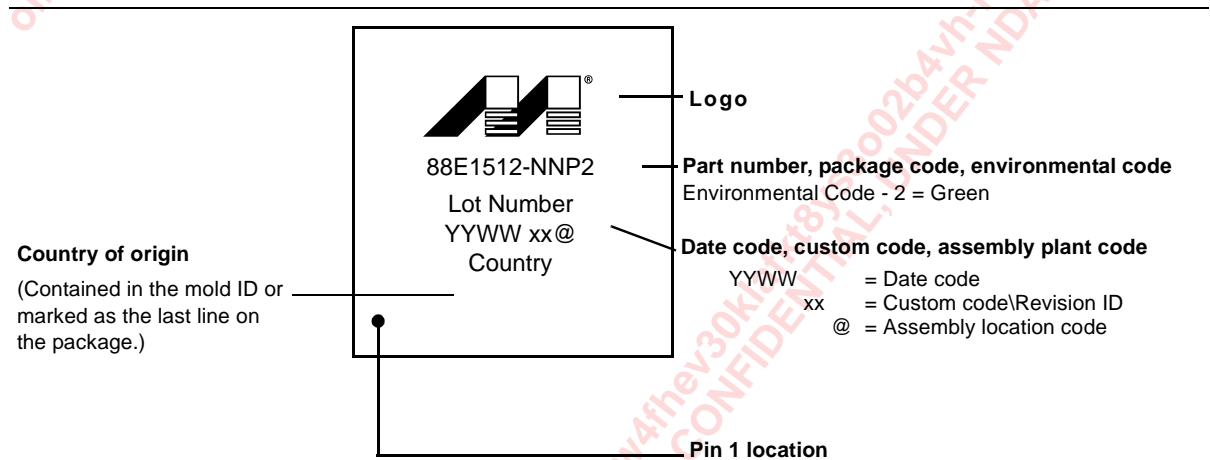 ®
Logo
88E1512-NNP2
Part number, package code, environmental code
Environmental Code - 2 = Green
Lot Number
YYWW xx@
Country
Date code, custom code, assembly plant code
YYWW = Date code
xx = Custom code\Revision ID
@ = Assembly location code
Country of origin
(Contained in the mold ID or
marked as the last line on
the package.)
Pin 1 location
CONFIDENTIAL, UNDER NDA